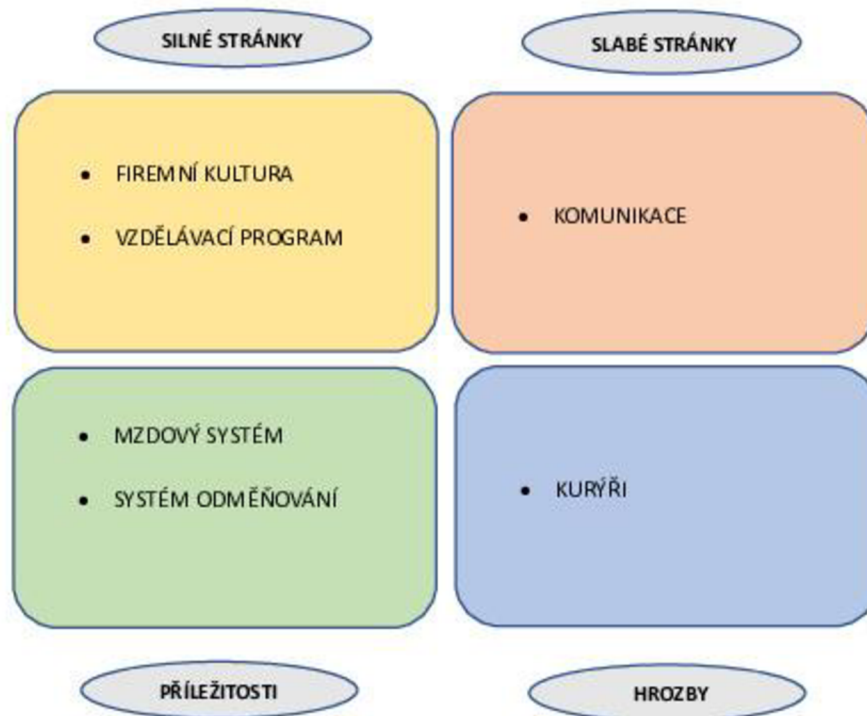 SILNÉ STRÁNKY
SLABÉ STRÁNKY
• FIREMNÍ KULTURA
• VZDĚLÁVACÍ PROGRAM
• KOMUNIKACE
• MZDOVÝ SYSTÉM
• SYSTÉM ODMĚŇOVÁNÍ
• KURÝŘI
PŘÍLEŽITOSTI
HROZBY